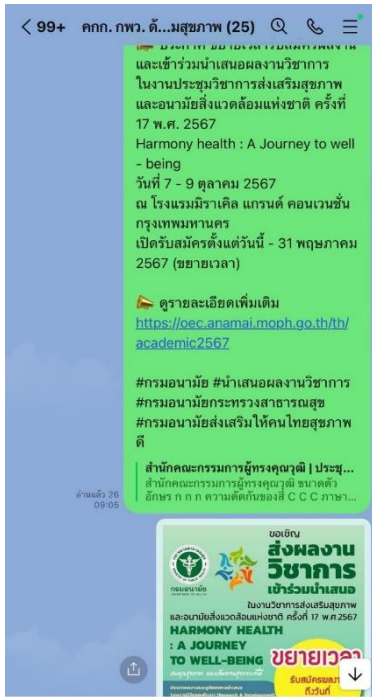 99+ คกก. กพว. ด้...มสุขภาพ (25)
และเข้าร่วมนำเสนอผลงานวิชาการ
ในงานประชุมวิชาการส่งเสริมสุขภาพ
และอนามัยสิ่งแวดล้อมแห่งชาติ ครั้งที่
17 พ.ศ. 2567
Harmony health : A Journey to well
- being
วันที่ 7 - 9 ตุลาคม 2567
ณ โรงแรมมิราเคิล แกรนด์ คอนเวนชั่น
กรุงเทพมหานคร
เปิดรับสมัครตั้งแต่วันนี้ - 31 พฤษภาคม
2567 (ขยายเวลา)
ดูรายละเอียดเพิ่มเติม
https://oec.anamai.moph.go.th/th/
academic2567
#กรมอนามัย #นำเสนอผลงานวิชาการ
#กรมอนามัยกระทรวงสาธารณสุข
#กรมอนามัยส่งเสริมให้คนไทยสุขภาพ
ดี
สำนักคณะกรรมการผู้ทรงคุณวุฒิ | ประชุ...
สำนักคณะกรรมการผู้ทรงคุณวุฒิ ขนาดตัว
อักษร ก ก ก ความตัดกันของสี C C C ภาษา...
อ่านแล้ว 26
09:05
ขอเชิญ
ส่งผลงาน
วิชาการ
เข้าร่วมนำเสนอ
กรมอนามัย
ในงานวิชาการส่งเสริมสุขภาพ
และอนามัยสิ่งแวดล้อมแห่งชาติ ครั้งที่ 17 พ.ศ.2567
HARMONY HEALTH
: A JOURNEY
TO WELL-BEING
ขยายเวลา
ถึงวันที่